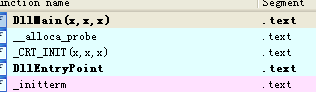 unction name Segment
DllMain(x,x,x) .text
__alloca_probe .text
_CRT_INIT(x,x,x) .text
DllEntryPoint .text
_initterm .text